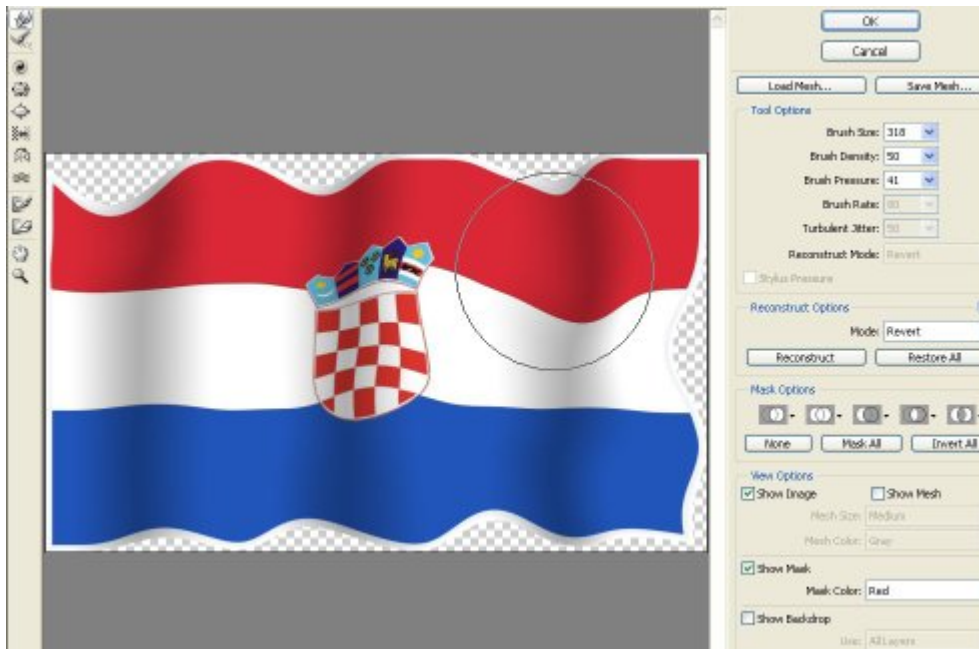 OK
Cancel
Load Mesh... Save Mesh...
Tool Options
Brush Size: 318
Brush Density: 50
Brush Pressure: 41
Brush Rate: 80
Turbulent Jitter: 50
Reconstruct Mode: Revert
Stylus Pressure
Reconstruct Options
Mode: Revert
Reconstruct Restore All
Mask Options
None Mask All Invert All
View Options
Show Image Show Mesh
Mesh Size: Medium
Mesh Color: Gray
Show Mask
Mask Color: Red
Show Backdrop
Use: All Layers